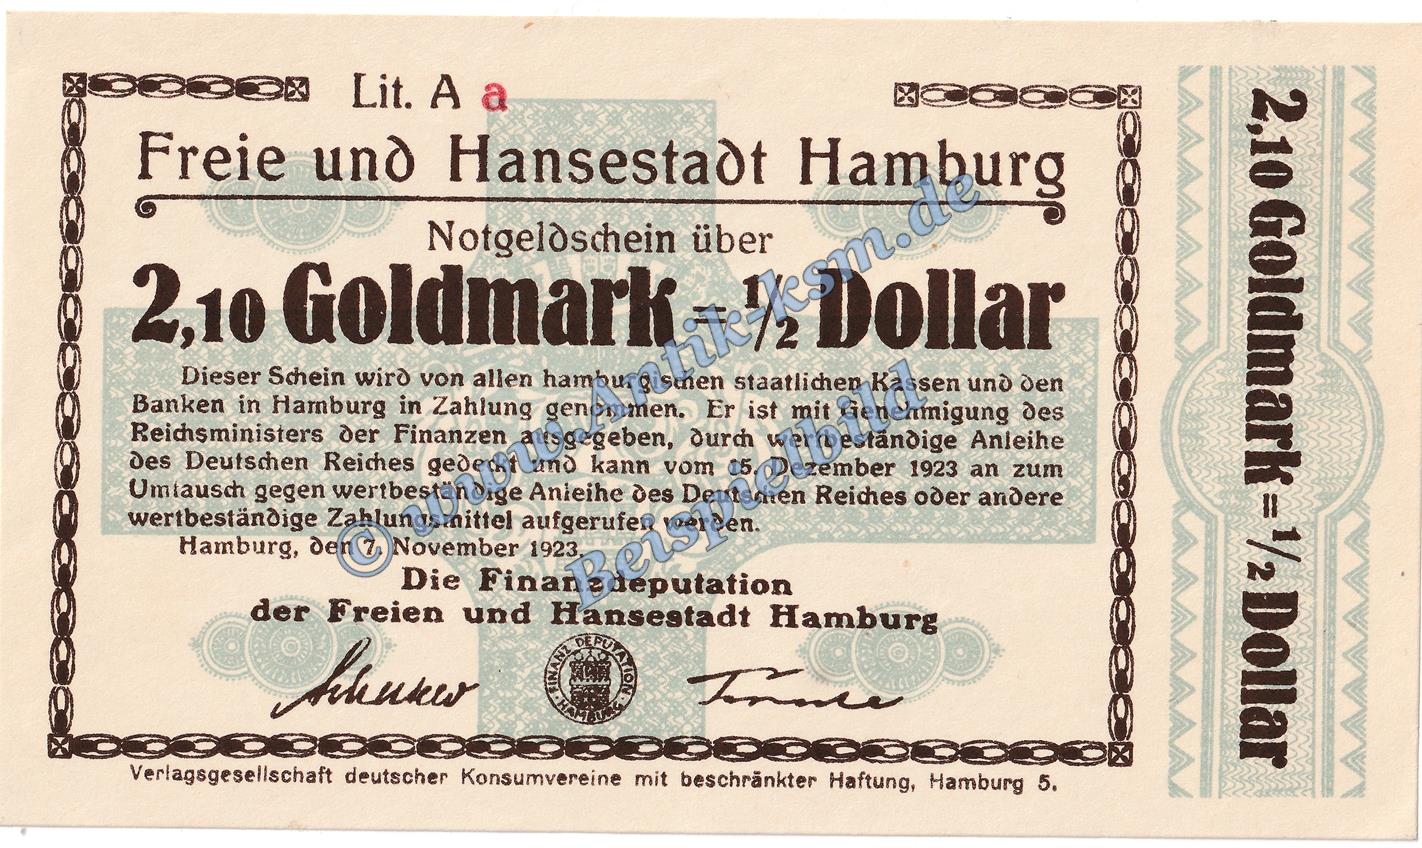 Lit. A a
Freie und Hansestadt Hamburg
Notgeldschein über
2,10 Goldmark = 1/2 Dollar
Dieser Schein wird von allen hamburgischen staatlichen Kassen und den
Banken in Hamburg in Zahlung genommen. Er ist mit Genehmigung des
Reichsministers der Finanzen ausgegeben, durch wertbeständige Anleihe
des Deutschen Reiches gedeckt und kann vom 15. Dezember 1923 an zum
Umtausch gegen wertbeständige Anleihe des Deutschen Reiches oder andere
wertbeständige Zahlungsmittel aufgerufen werden.
Hamburg, den 7. November 1923.
Die Finanzdeputation
der Freien und Hansestadt Hamburg
FINANZ DEPUTATION
HAMBURG
Verlagsgesellschaft deutscher Konsumvereine mit beschränkter Haftung, Hamburg 5.
2,10 Goldmark = 1/2 Dollar
© www.Antik-ksm.de
Beispielbild